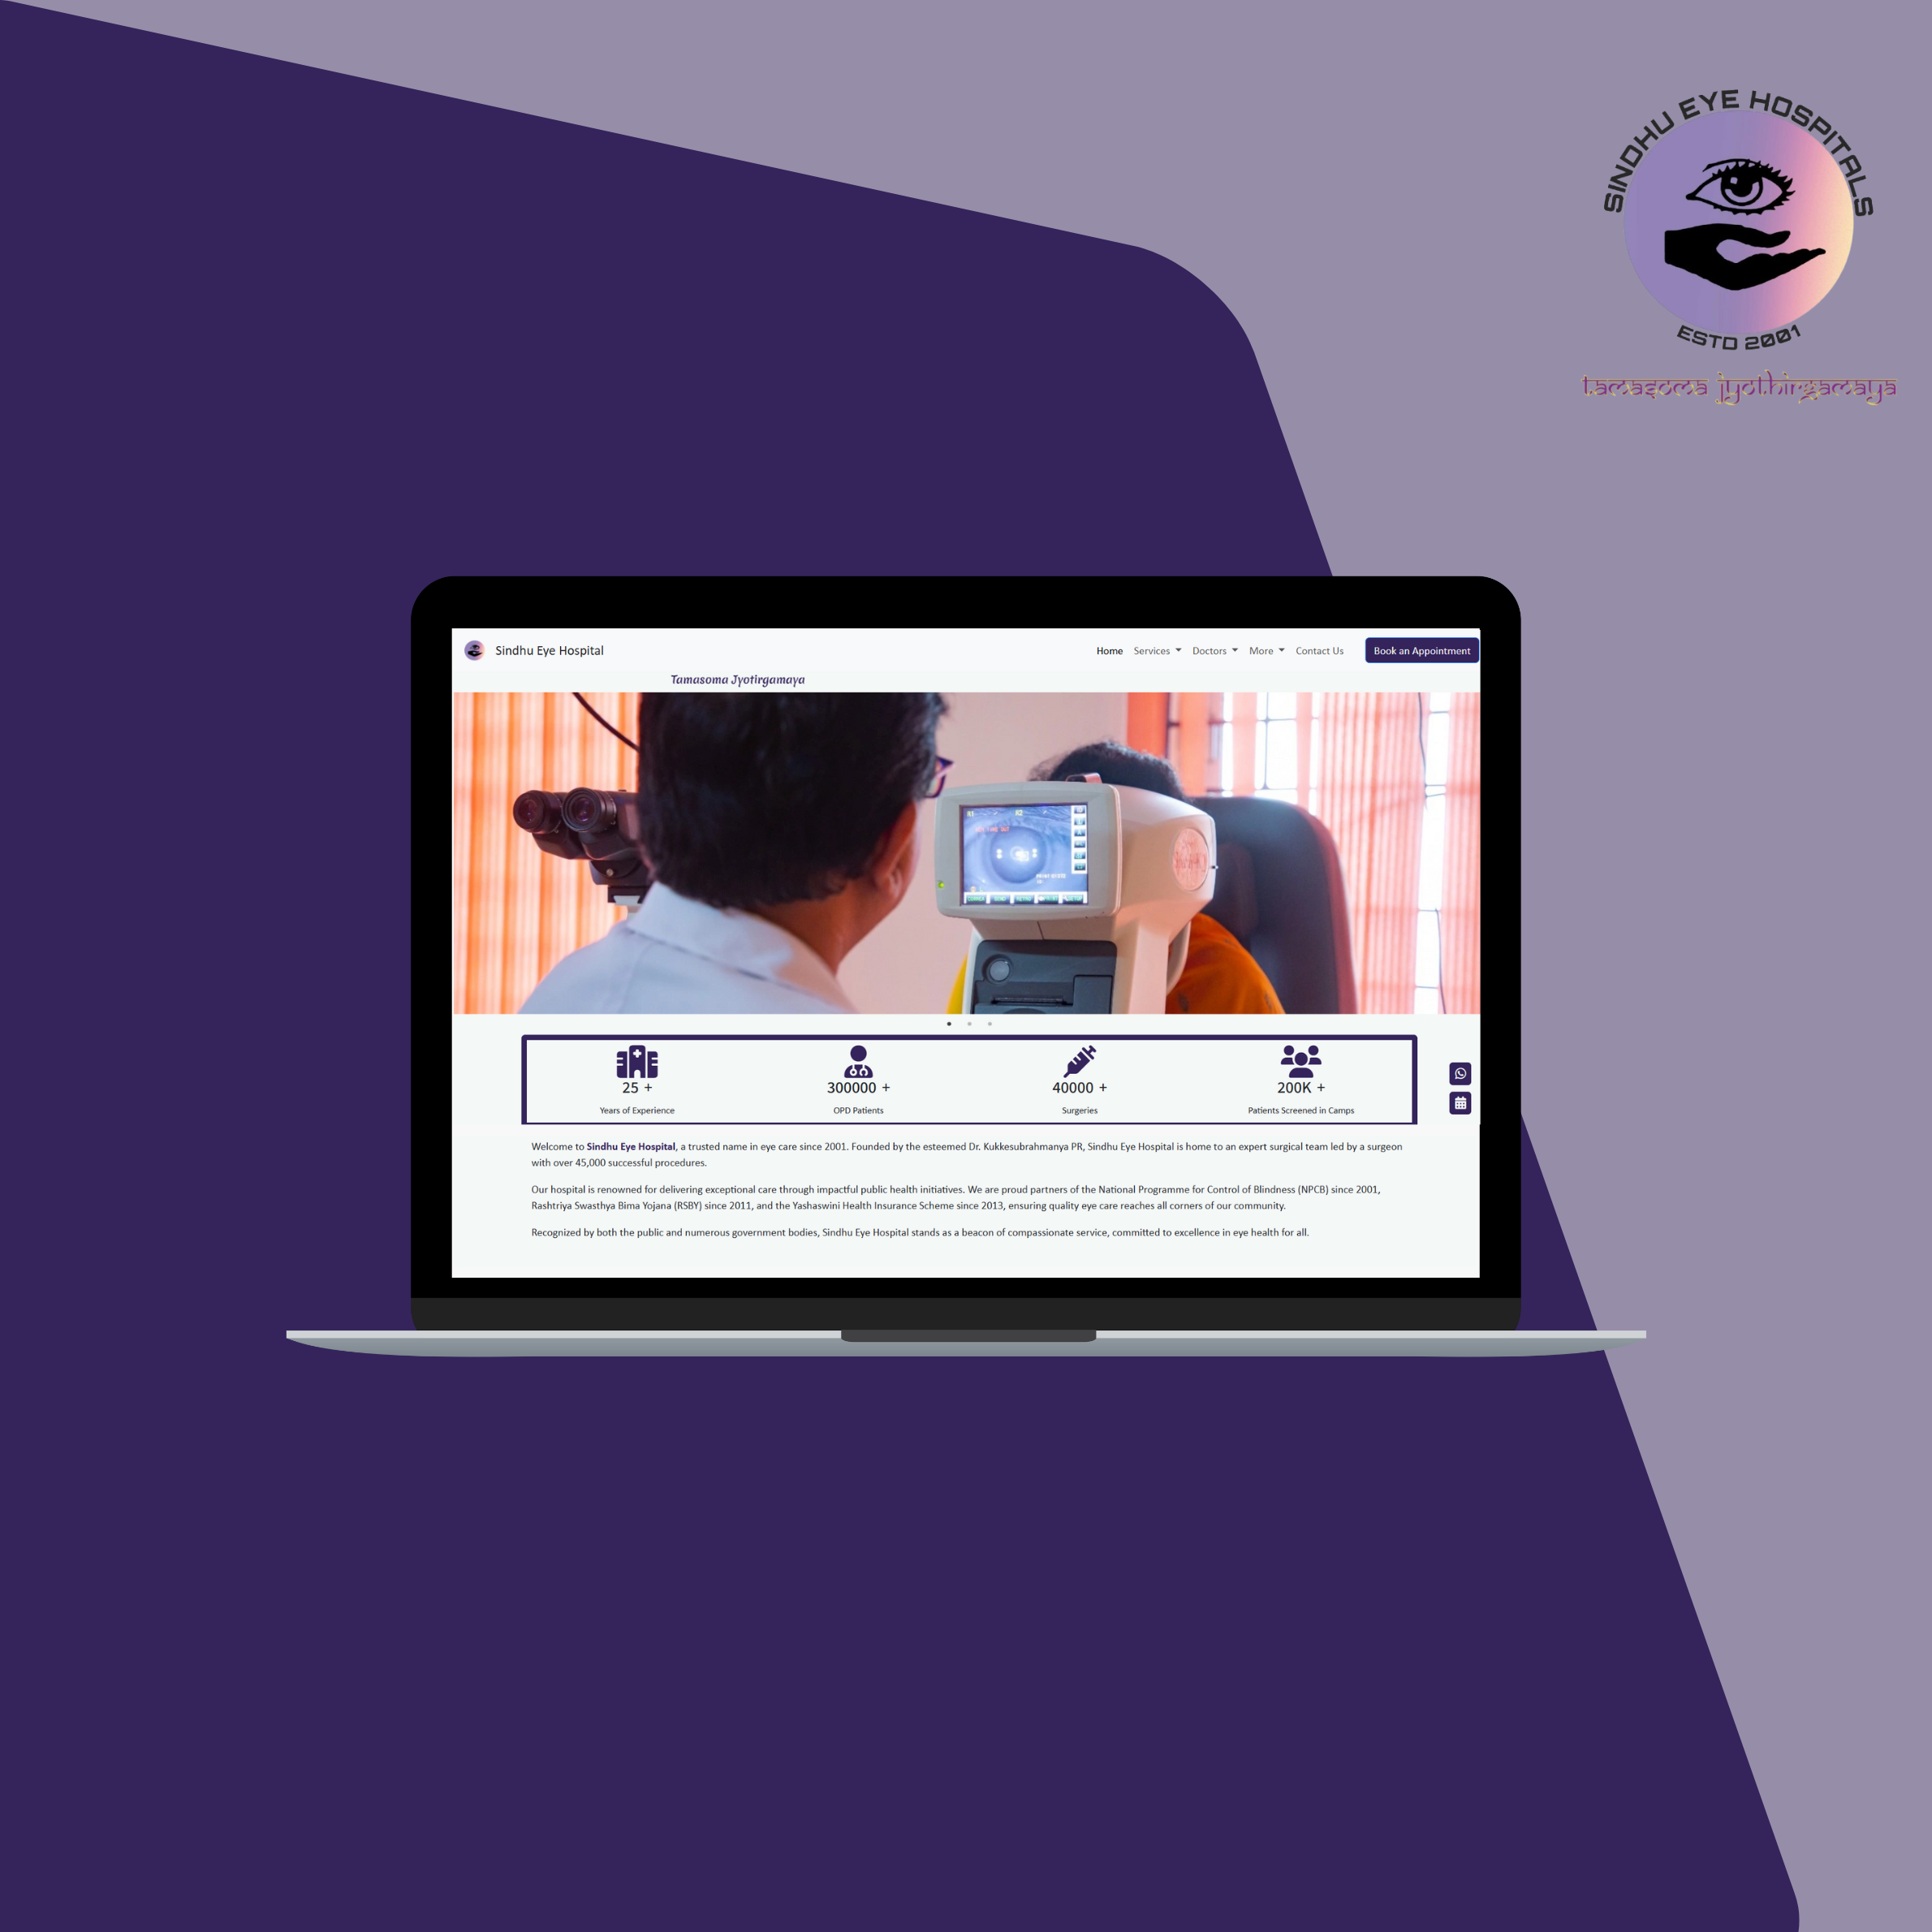 SINDHU EYE HOSPITALS
ESTD 2001
tamasoma jyothirgamaya
Sindhu Eye Hospital
Home Services Doctors More Contact Us Book an Appointment
Tamasoma Jyotirgamaya
25 + 300000 + 40000 + 200K +
Years of Experience OPD Patients Surgeries Patients Screened in Camps
Welcome to Sindhu Eye Hospital, a trusted name in eye care since 2001. Founded by the esteemed Dr. Kukkesubrahmanya PR, Sindhu Eye Hospital is home to an expert surgical team led by a surgeon
with over 45,000 successful procedures.
Our hospital is renowned for delivering exceptional care through impactful public health initiatives. We are proud partners of the National Programme for Control of Blindness (NPCB) since 2001,
Rashtriya Swasthya Bima Yojana (RSBY) since 2011, and the Yashaswini Health Insurance Scheme since 2013, ensuring quality eye care reaches all corners of our community.
Recognized by both the public and numerous government bodies, Sindhu Eye Hospital stands as a beacon of compassionate service, committed to excellence in eye health for all.